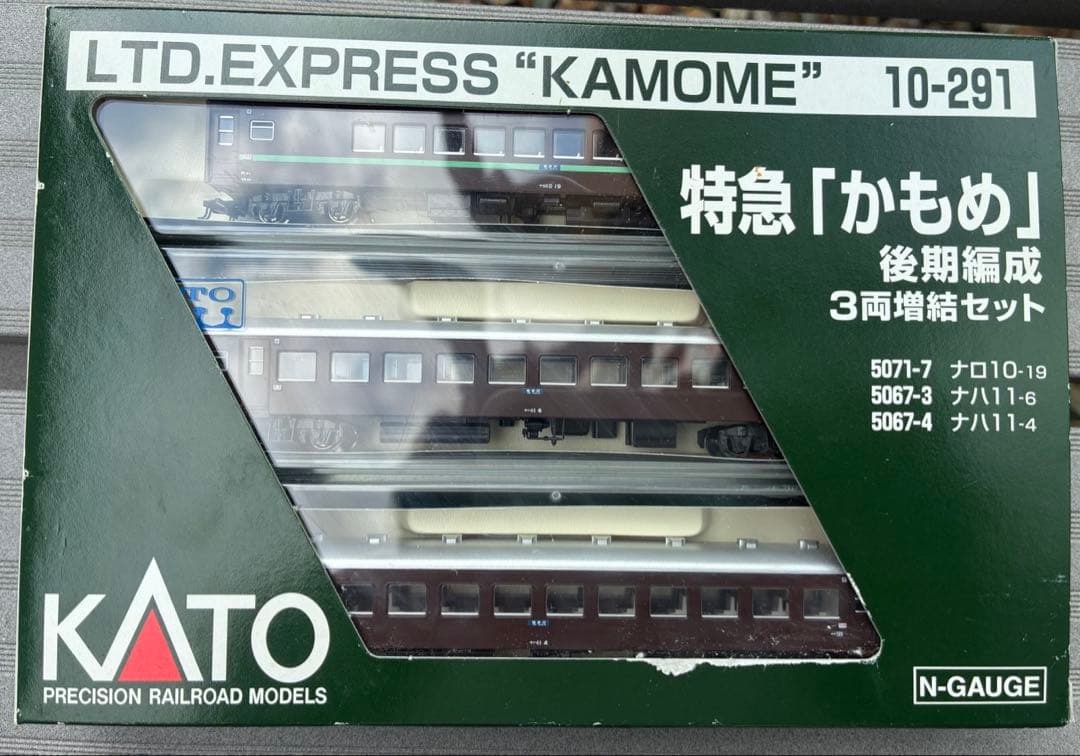 LTD.EXPRESS “KAMOME” 10-291
特急「かもめ」
後期編成
3両増結セット
5071-7 ナロ10-19
5067-3 ナハ11-6
5067-4 ナハ11-4
KATO
PRECISION RAILROAD MODELS
N-GAUGE